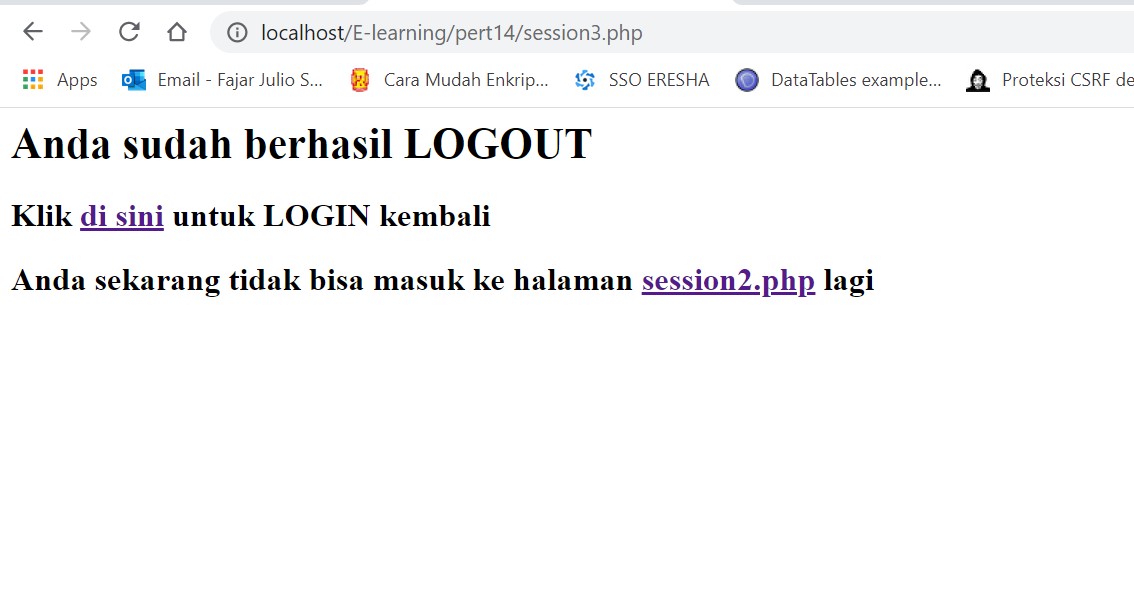 localhost/E-learning/pert14/session3.php
Apps Email - Fajar Julio S... Cara Mudah Enkrip... SSO ERESHA DataTables example... Proteksi CSRF de
Anda sudah berhasil LOGOUT
Klik di sini untuk LOGIN kembali
Anda sekarang tidak bisa masuk ke halaman session2.php lagi